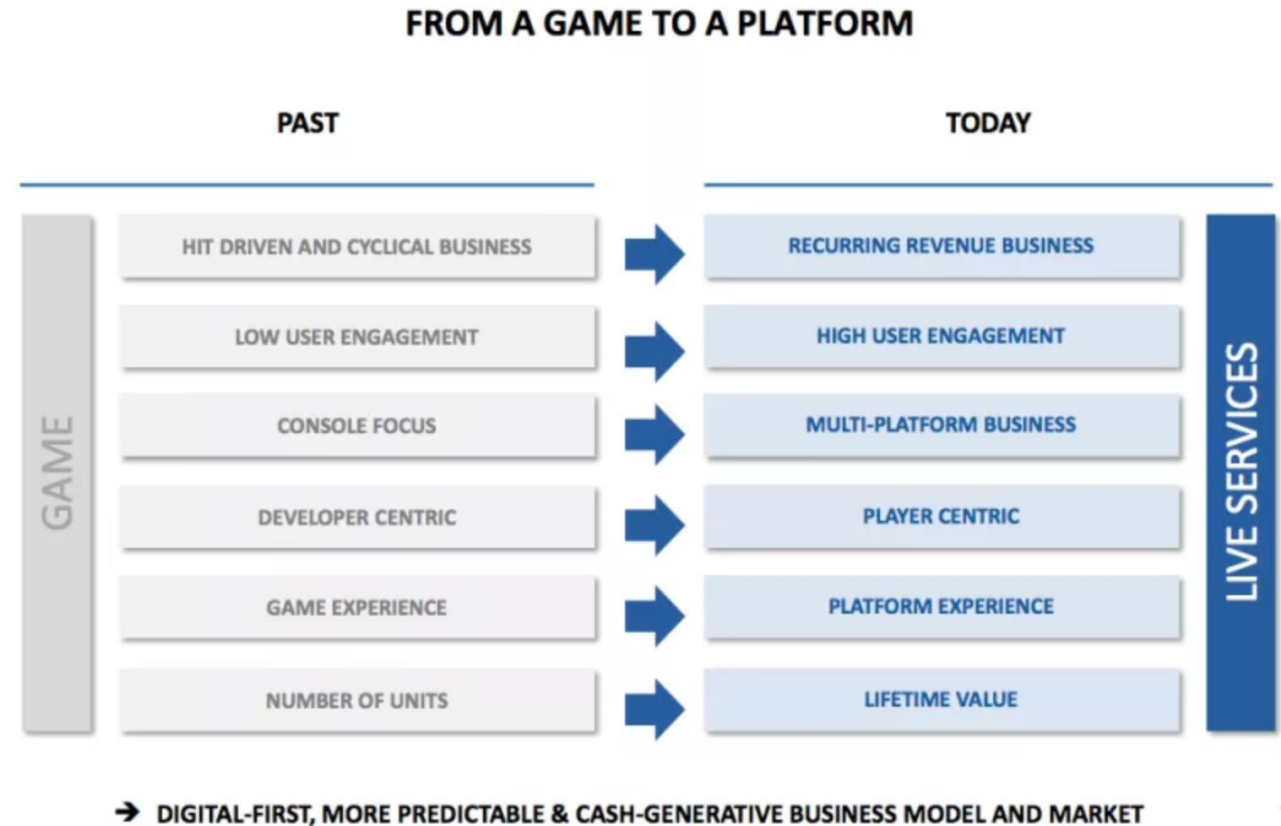 FROM A GAME TO A PLATFORM
PAST
TODAY
GAME
HIT DRIVEN AND CYCLICAL BUSINESS
RECURRING REVENUE BUSINESS
LOW USER ENGAGEMENT
HIGH USER ENGAGEMENT
CONSOLE FOCUS
MULTI-PLATFORM BUSINESS
DEVELOPER CENTRIC
PLAYER CENTRIC
GAME EXPERIENCE
PLATFORM EXPERIENCE
NUMBER OF UNITS
LIFETIME VALUE
LIVE SERVICES
➔ DIGITAL-FIRST, MORE PREDICTABLE & CASH-GENERATIVE BUSINESS MODEL AND MARKET